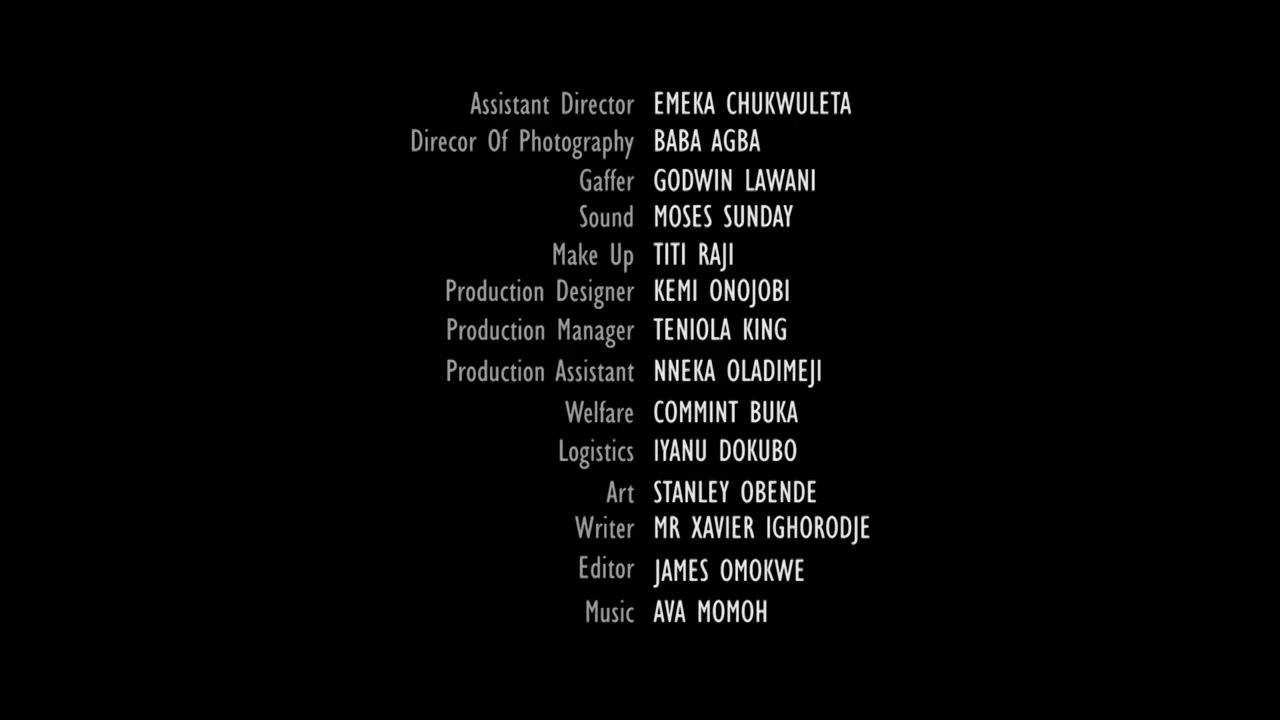 Assistant Director EMEKA CHUKWULETA
Direcor Of Photography BABA AGBA
Gaffer GODWIN LAWANI
Sound MOSES SUNDAY
Make Up TITI RAJI
Production Designer KEMI ONOJOBI
Production Manager TENIOLA KING
Production Assistant NNEKA OLADIMEJI
Welfare COMMINT BUKA
Logistics IYANU DOKUBO
Art STANLEY OBENDE
Writer MR XAVIER IGHORODJE
Editor JAMES OMOKWE
Music AVA MOMOH